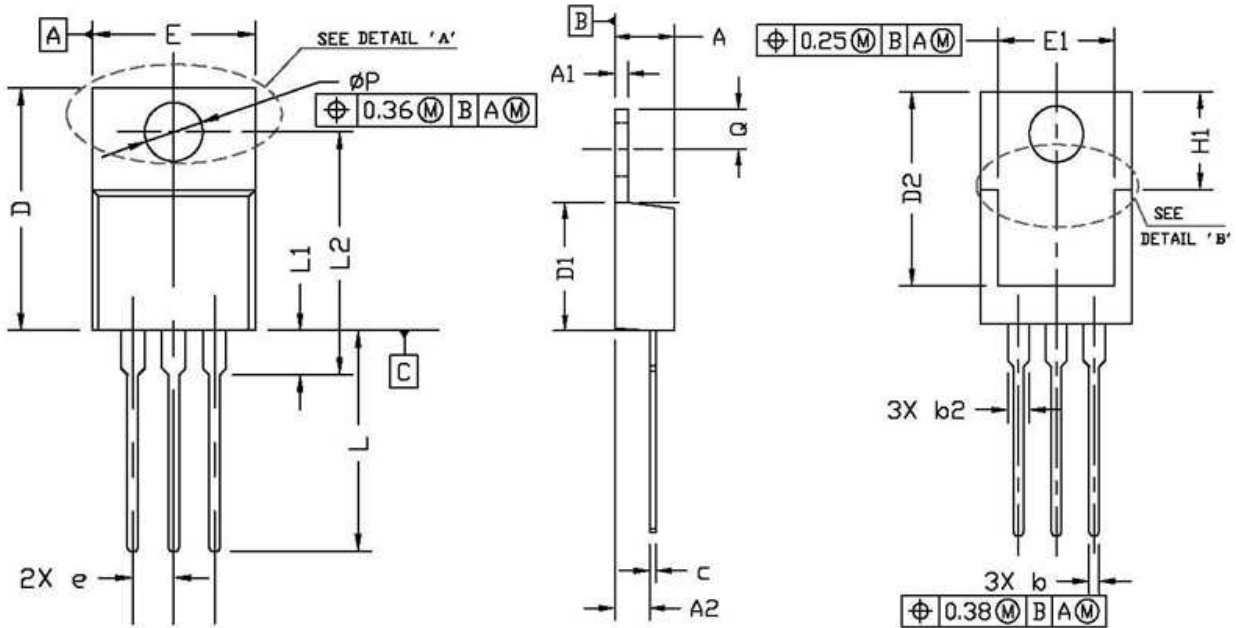 A
E
SEE DETAIL 'A'
øP
⌖ 0.36 Ⓜ B A Ⓜ
D
L1
L2
C
L
2X e
B
A
A1
Q
D1
c
A2
⌖ 0.25 Ⓜ B A Ⓜ
E1
D2
H1
SEE
DETAIL 'B'
3X b2
3X b
⌖ 0.38 Ⓜ B A Ⓜ